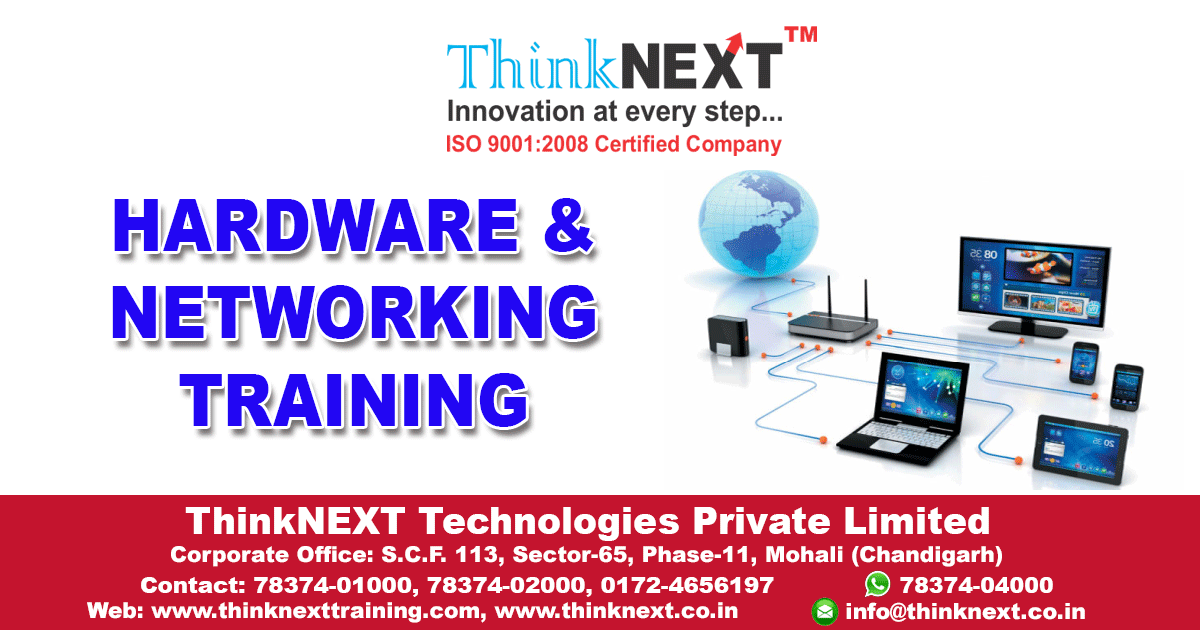 ThinkNEXT™
Innovation at every step...
ISO 9001:2008 Certified Company
HARDWARE &
NETWORKING
TRAINING
ThinkNEXT Technologies Private Limited
Corporate Office: S.C.F. 113, Sector-65, Phase-11, Mohali (Chandigarh)
Contact: 78374-01000, 78374-02000, 0172-4656197 78374-04000
Web: www.thinknexttraining.com, www.thinknext.co.in info@thinknext.co.in